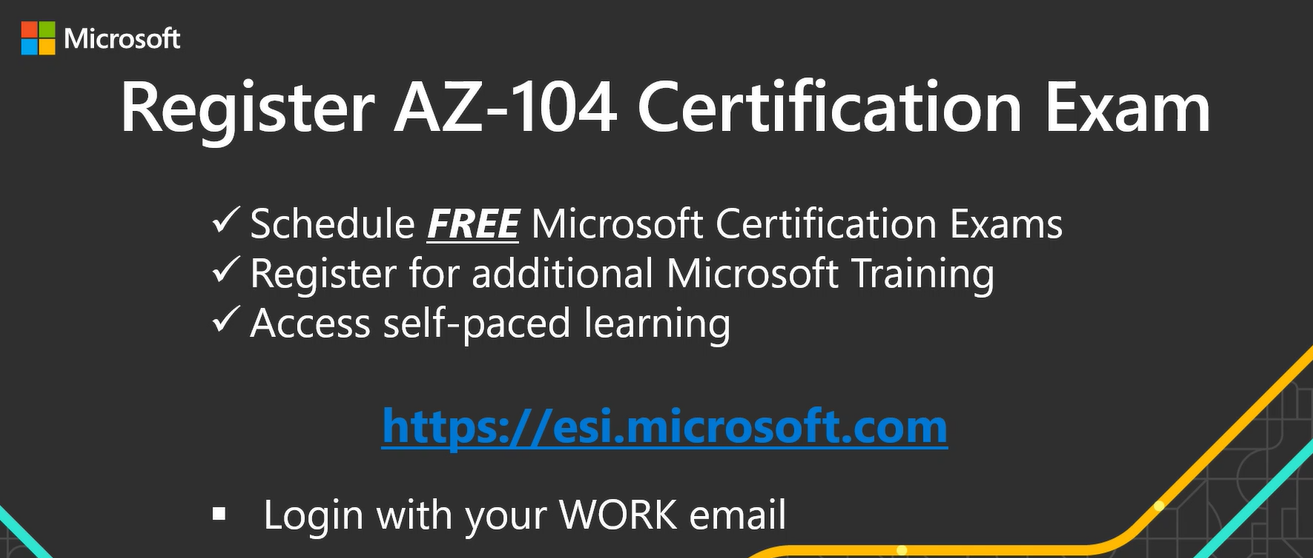 Microsoft
Register AZ-104 Certification Exam
✓ Schedule FREE Microsoft Certification Exams
✓ Register for additional Microsoft Training
✓ Access self-paced learning
https://esi.microsoft.com
▪ Login with your WORK email